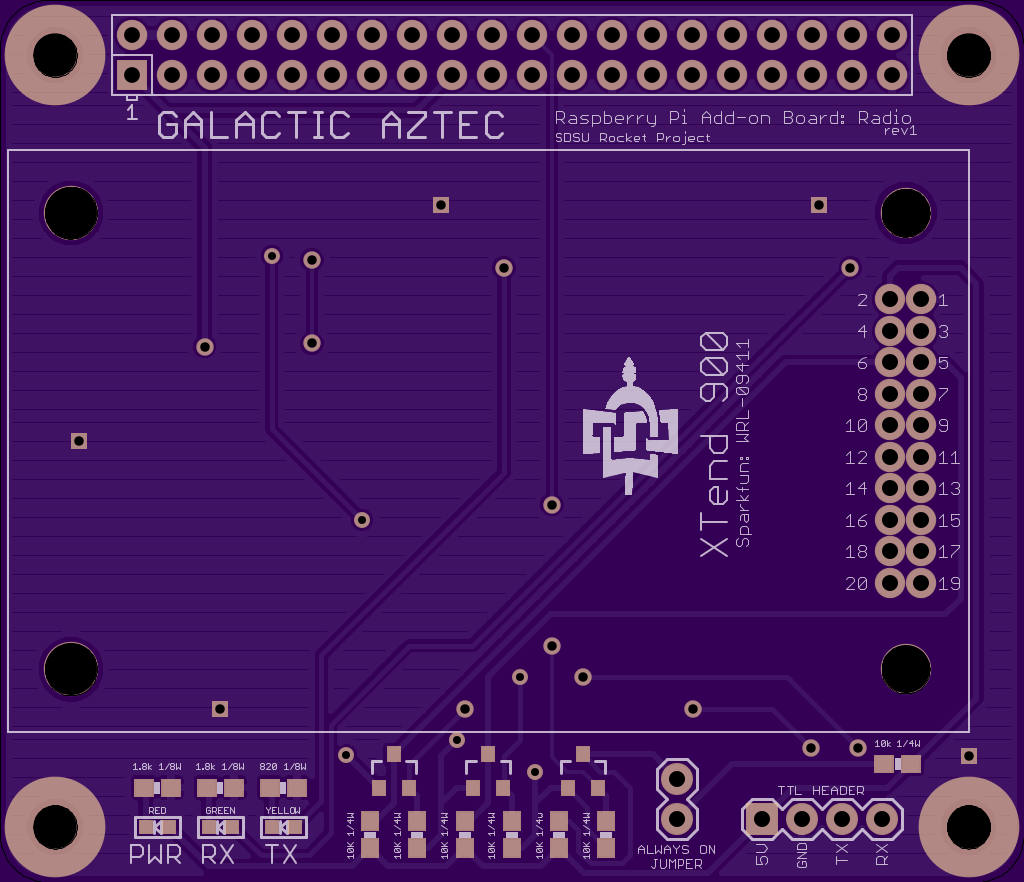 1
GALACTIC AZTEC
Raspberry Pi Add-on Board: Radio
rev1
SDSU Rocket Project
2 1
4 3
6 5
8 7
10 9
12 11
14 13
16 15
18 17
20 19
XTend 900
Sparkfun: WRL-09411
1.8k 1/8W
1.8k 1/8W
820 1/8W
RED
GREEN
YELLOW
PWR
RX
TX
10K 1/4W
10K 1/4W
10K 1/4W
10K 1/4W
10K 1/4W
10K 1/4W
ALWAYS ON
JUMPER
10k 1/4W
TTL HEADER
5V
GND
TX
RX